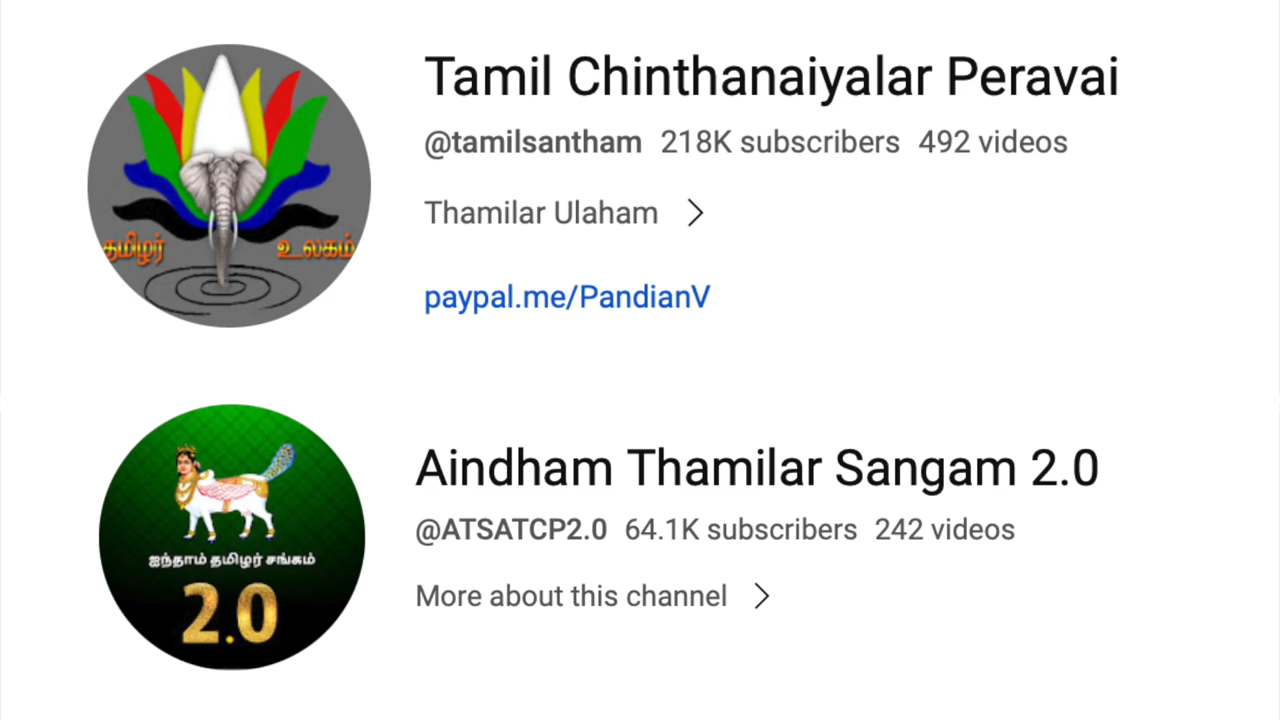 Tamil Chinthanaiyalar Peravai
@tamilsantham 218K subscribers 492 videos
Thamilar Ulaham
தமிழர் உலகம்
paypal.me/PandianV
Aindham Thamilar Sangam 2.0
@ATSATCP2.0 64.1K subscribers 242 videos
ஐந்தாம் தமிழர் சங்கம்
2.0
More about this channel